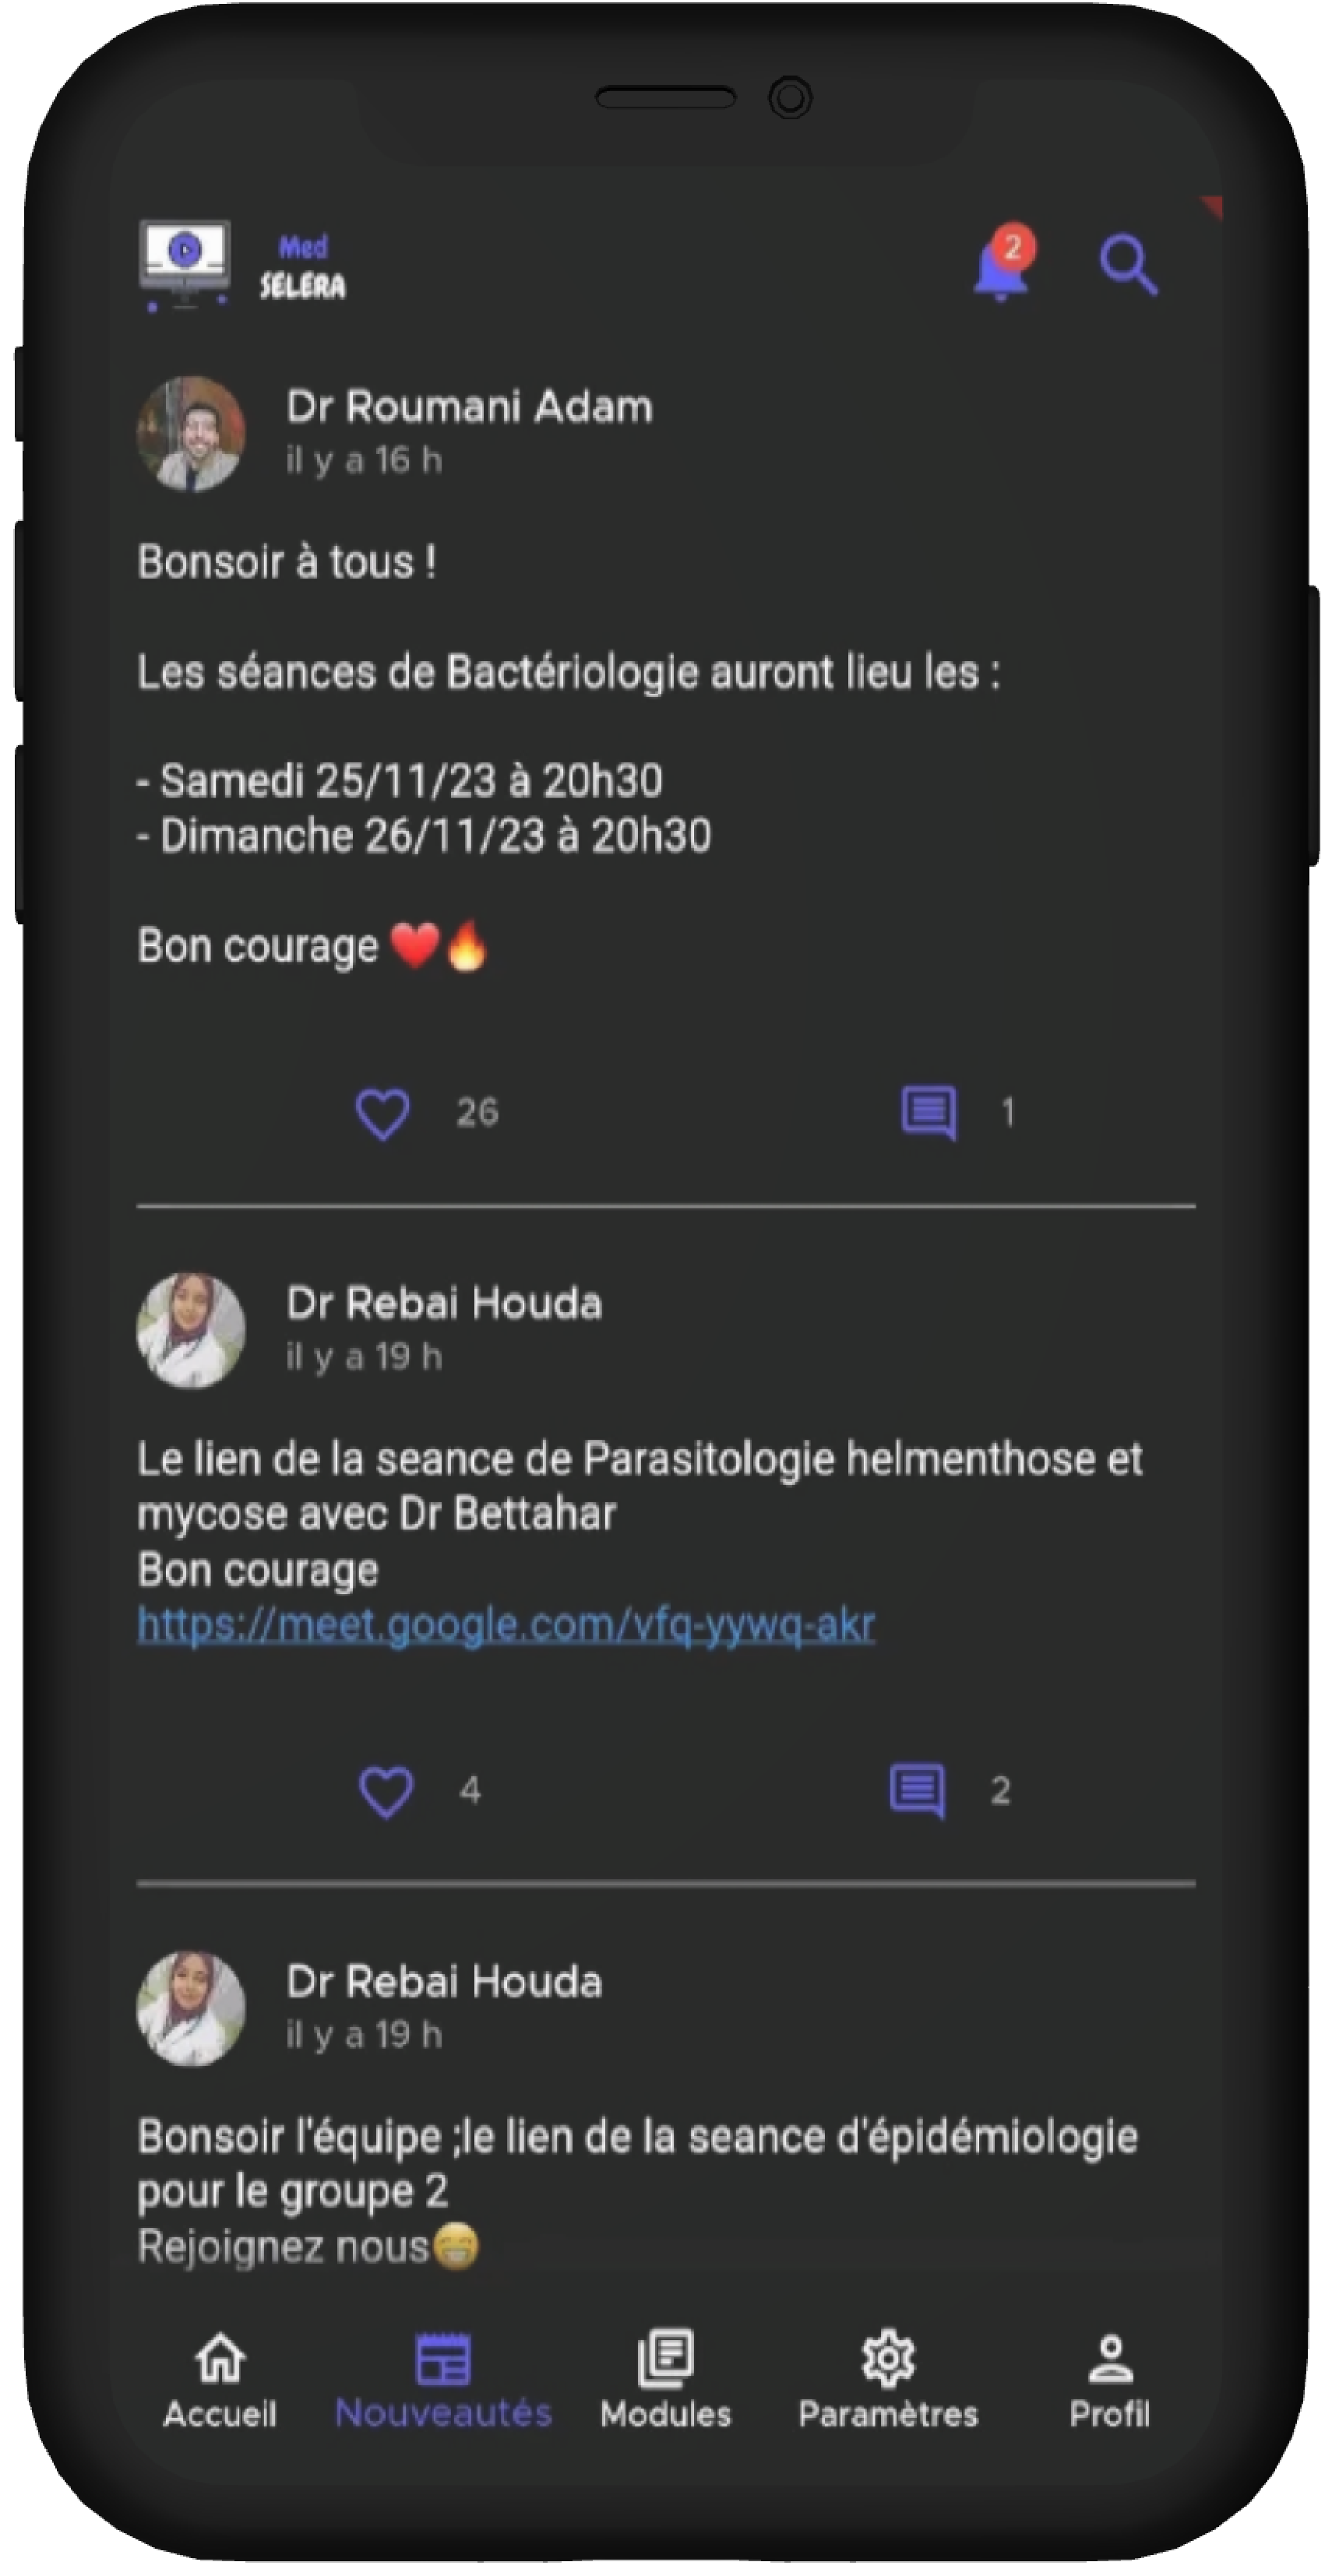 Med
SELERA
2
Dr Roumani Adam
il y a 16 h
Bonsoir à tous !
Les séances de Bactériologie auront lieu les :
- Samedi 25/11/23 à 20h30
- Dimanche 26/11/23 à 20h30
Bon courage ❤️🔥
26
1
Dr Rebai Houda
il y a 19 h
Le lien de la seance de Parasitologie helmenthose et
mycose avec Dr Bettahar
Bon courage
https://meet.google.com/vfq-yywq-akr
4
2
Dr Rebai Houda
il y a 19 h
Bonsoir l'équipe ;le lien de la seance d'épidémiologie
pour le groupe 2
Rejoignez nous😁
Accueil
Nouveautés
Modules
Paramètres
Profil